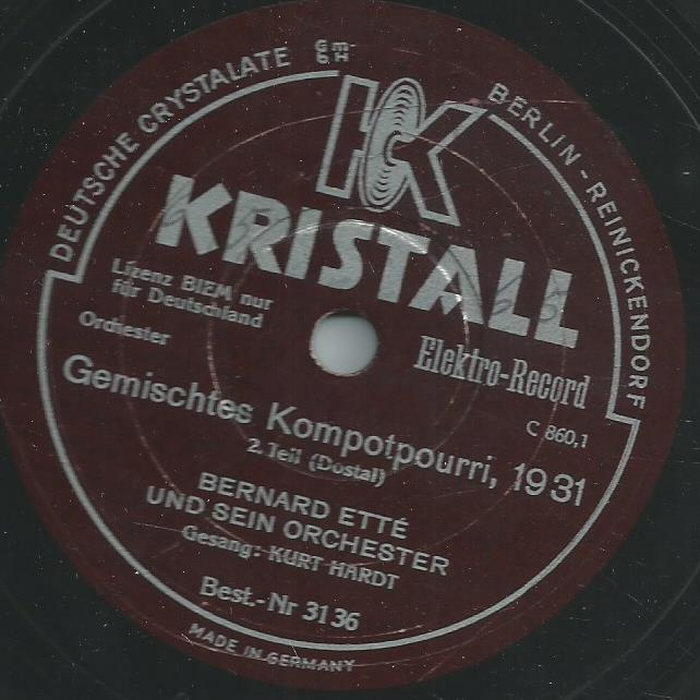 DEUTSCHE CRYSTALATE GmbH
BERLIN-REINICKENDORF
K
KRISTALL
Lizenz BIEM nur
für Deutschland
Elektro-Record
Orchester
C 860,1
Gemischtes Kompotpourri, 1931
2. Teil (Dostal)
BERNARD ETTÉ
UND SEIN ORCHESTER
Gesang: KURT HARDT
Best.-Nr 3136
MADE IN GERMANY